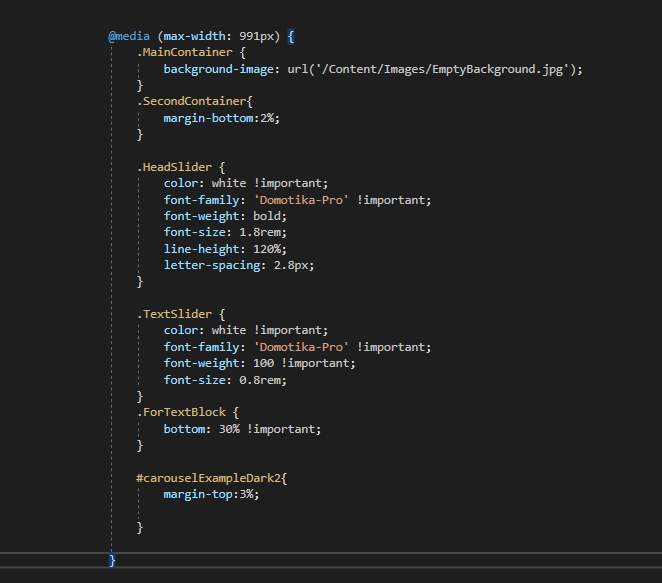 @media (max-width: 991px) {
.MainContainer {
background-image: url('/Content/Images/EmptyBackground.jpg');
}
.SecondContainer{
margin-bottom:2%;
}
.HeadSlider {
color: white !important;
font-family: 'Domotika-Pro' !important;
font-weight: bold;
font-size: 1.8rem;
line-height: 120%;
letter-spacing: 2.8px;
}
.TextSlider {
color: white !important;
font-family: 'Domotika-Pro' !important;
font-weight: 100 !important;
font-size: 0.8rem;
}
.ForTextBlock {
bottom: 30% !important;
}
#carouselExampleDark2{
margin-top:3%;
}
}